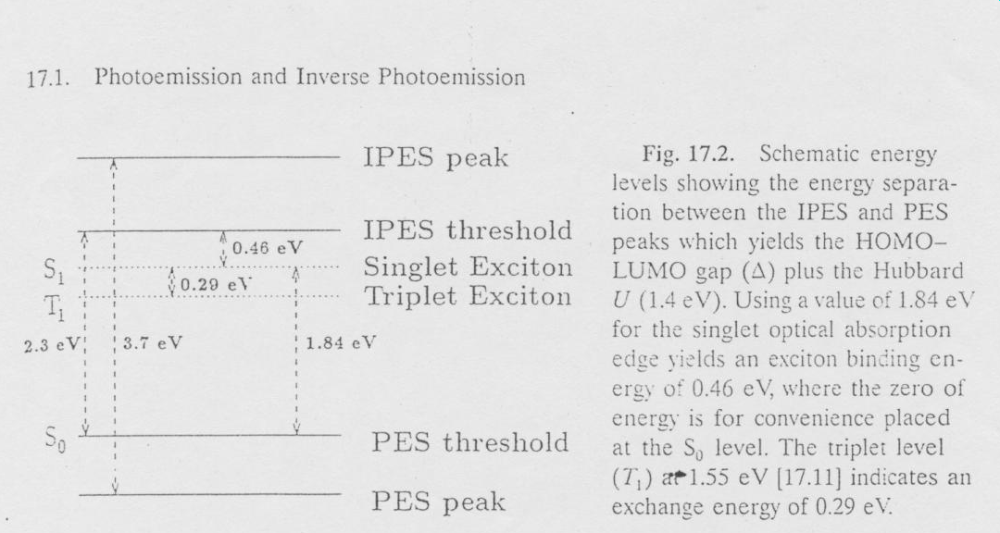 17.1. Photoemission and Inverse Photoemission
IPES peak
IPES threshold
0.46 eV
S₁
Singlet Exciton
0.29 eV
T₁
Triplet Exciton
2.3 eV
3.7 eV
1.84 eV
S₀
PES threshold
PES peak
Fig. 17.2. Schematic energy
levels showing the energy separa-
tion between the IPES and PES
peaks which yields the HOMO–
LUMO gap (Δ) plus the Hubbard
U (1.4 eV). Using a value of 1.84 eV
for the singlet optical absorption
edge yields an exciton binding en-
ergy of 0.46 eV, where the zero of
energy is for convenience placed
at the S₀ level. The triplet level
(T₁) at 1.55 eV [17.11] indicates an
exchange energy of 0.29 eV.